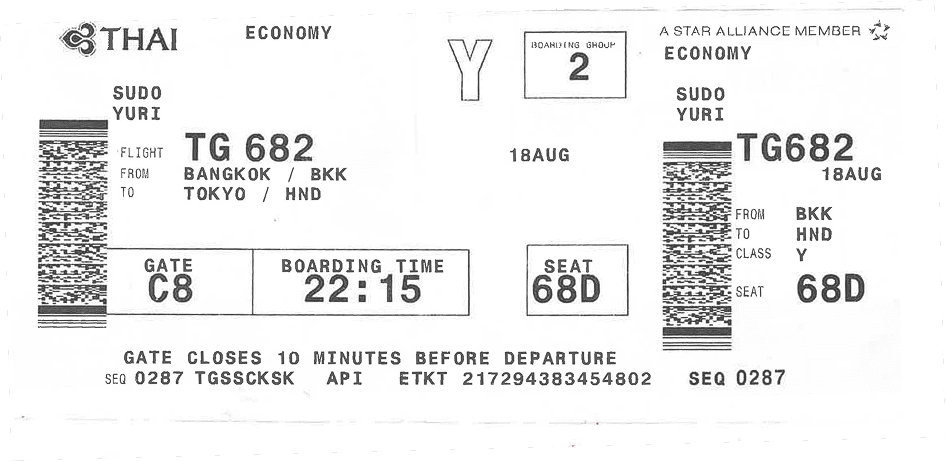 THAI
ECONOMY
Y
BOARDING GROUP
2
A STAR ALLIANCE MEMBER
ECONOMY
SUDO
YURI
FLIGHT TG 682
FROM BANGKOK / BKK
TO TOKYO / HND
18AUG
GATE
C8
BOARDING TIME
22:15
SEAT
68D
GATE CLOSES 10 MINUTES BEFORE DEPARTURE
SEQ 0287 TGSSCKSK API ETKT 217294383454802
SUDO
YURI
TG682
18AUG
FROM BKK
TO HND
CLASS Y
SEAT 68D
SEQ 0287